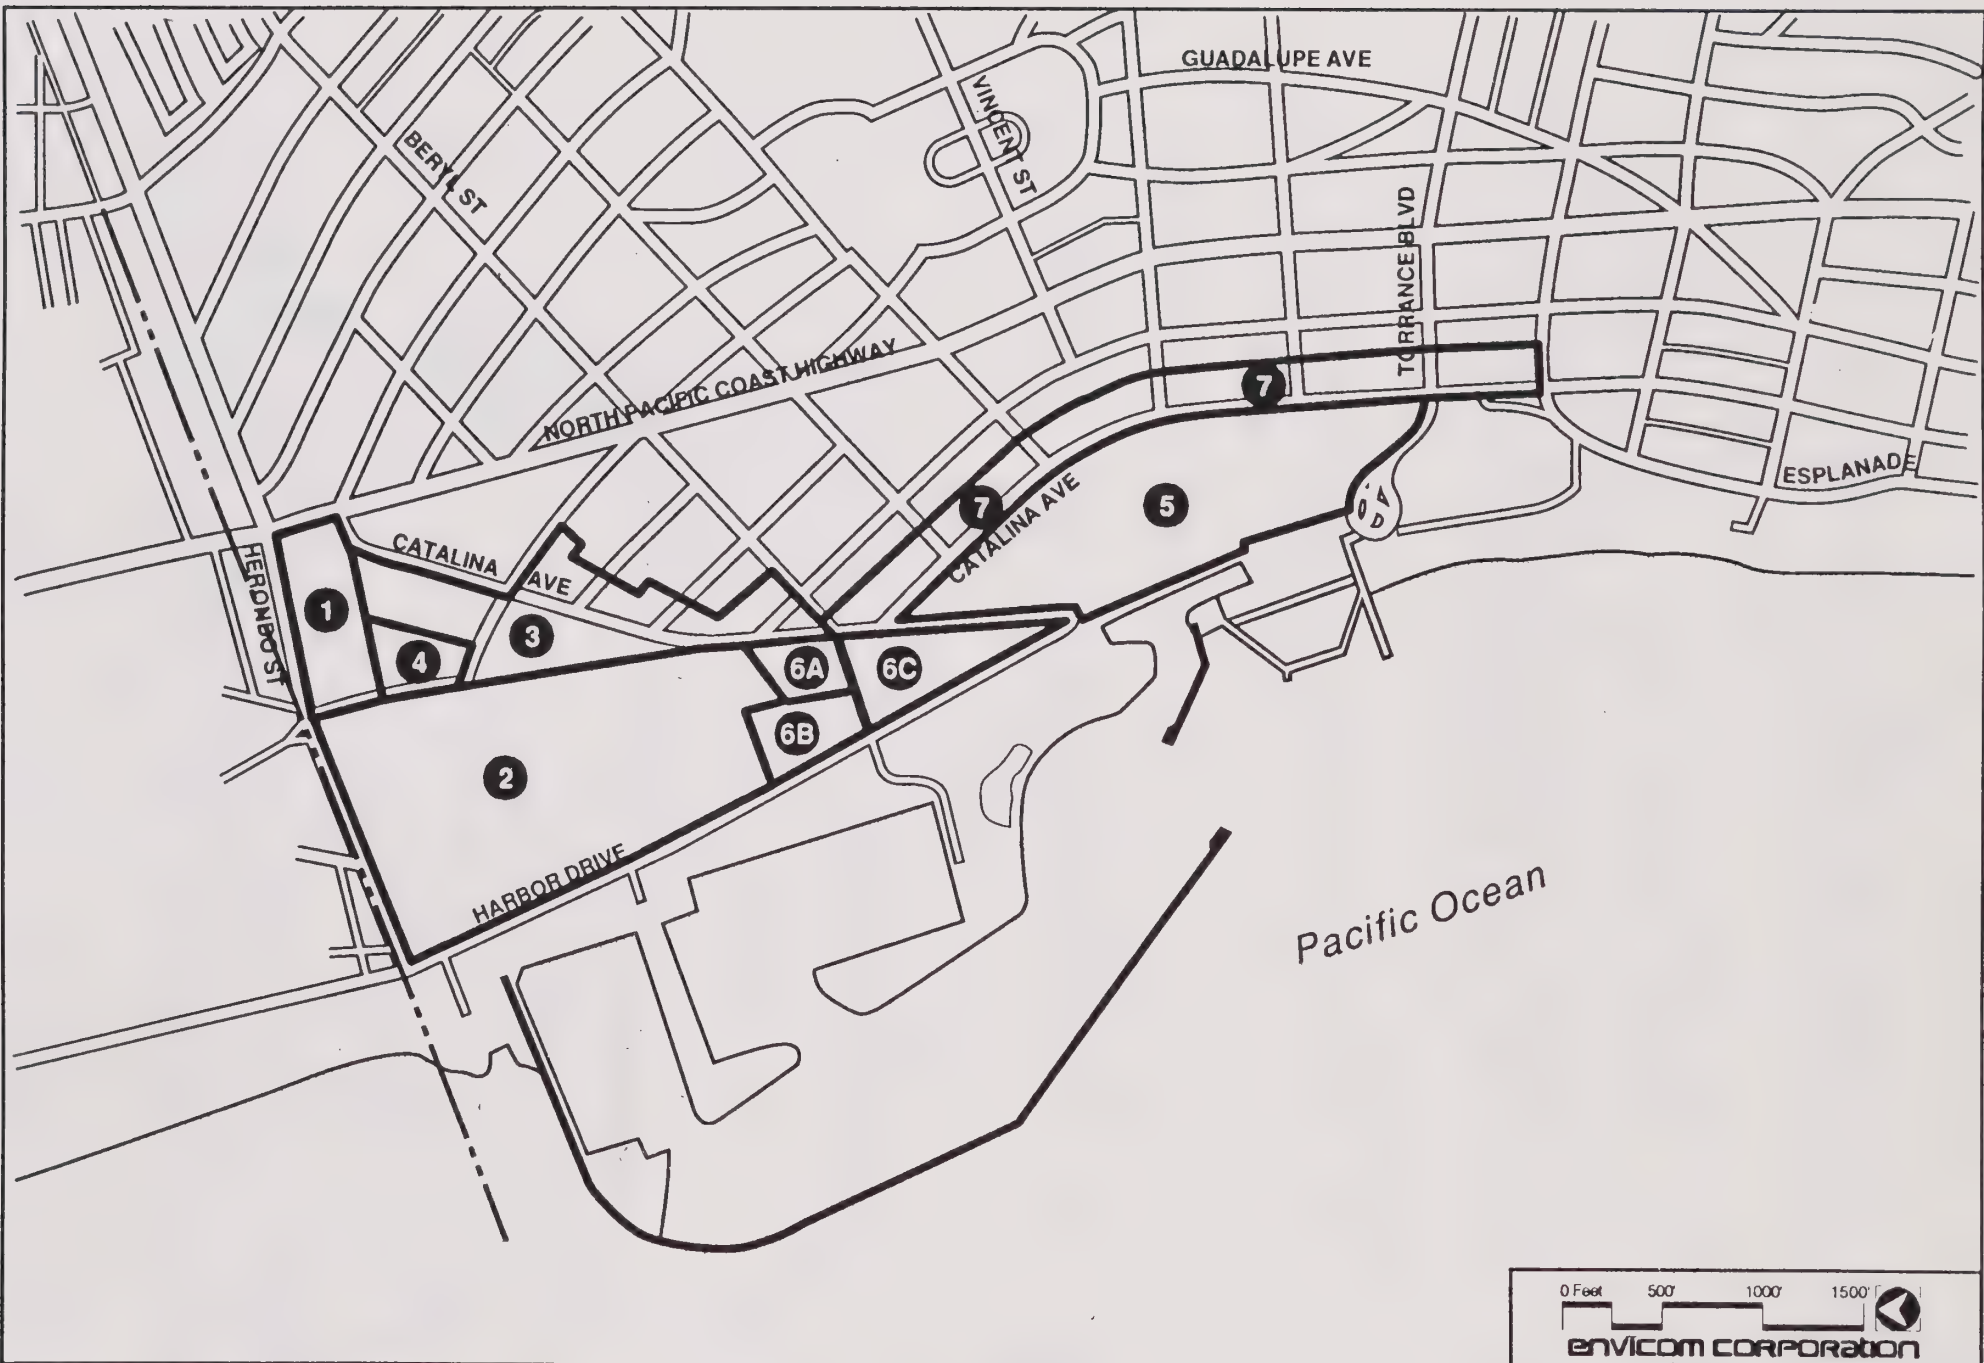 GUADALUPE AVE
VINCENT ST
BERYL ST
TORRANCE BLVD
NORTH PACIFIC COAST HIGHWAY
7
ESPLANADE
7
5
CATALINA AVE
CATALINA AVE
HERONDO ST
1
3
4
6A
6C
6B
2
HARBOR DRIVE
Pacific Ocean
0 Feet 500' 1000' 1500'
envicom corporation